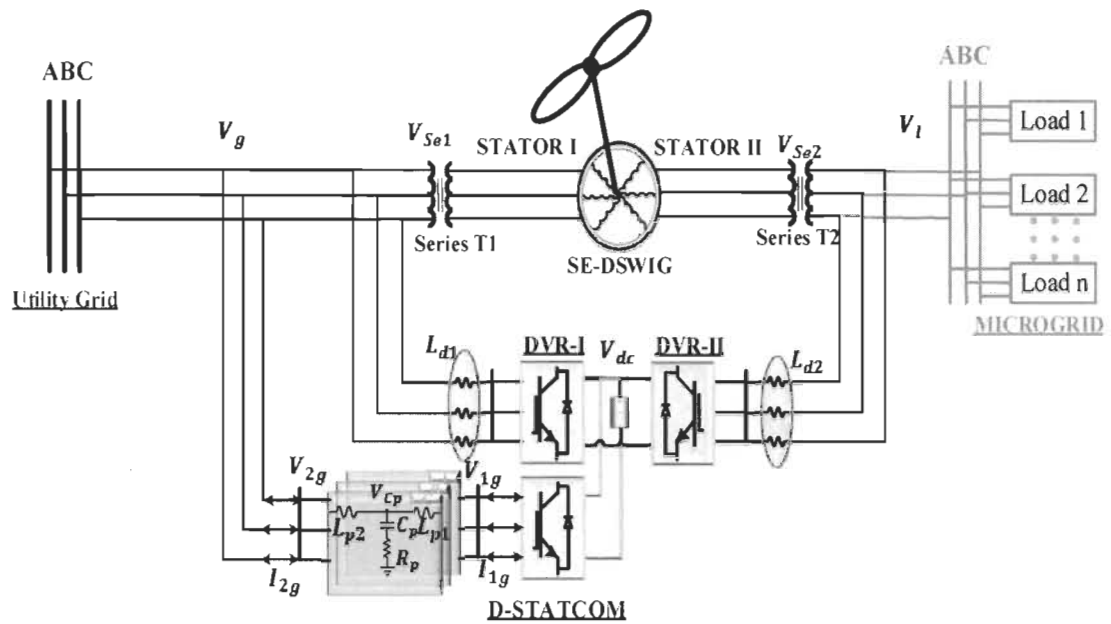 ABC
ABC
V_g
V_Se1
STATOR I
STATOR II
V_Se2
V_l
Load 1
Load 2
Load n
Series T1
Series T2
SE-DSWIG
Utility Grid
MICROGRID
L_d1
DVR-I
V_dc
DVR-II
L_d2
V_2g
V_Cp
V_1g
L_p2
C_p
L_p1
R_p
I_2g
I_1g
D-STATCOM